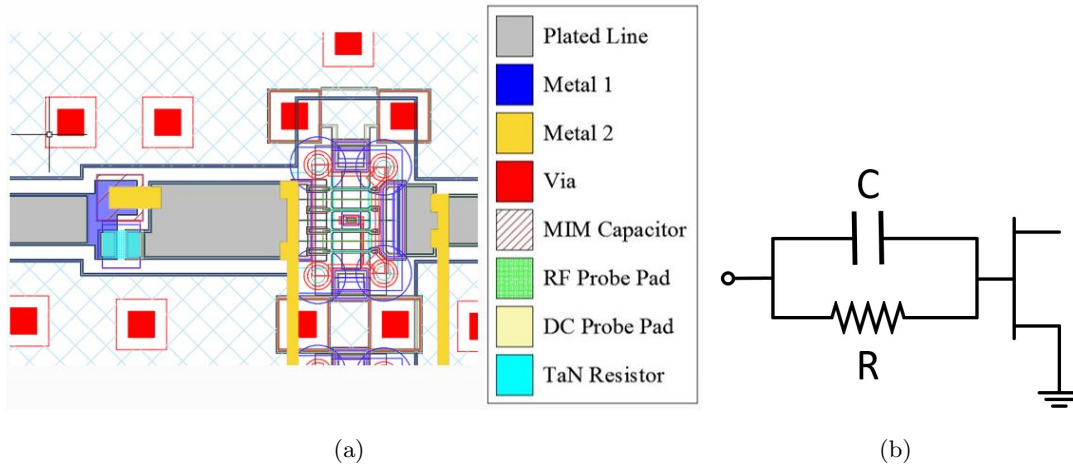 Plated Line
Metal 1
Metal 2
Via
MIM Capacitor
RF Probe Pad
DC Probe Pad
TaN Resistor
C
R
(a)
(b)